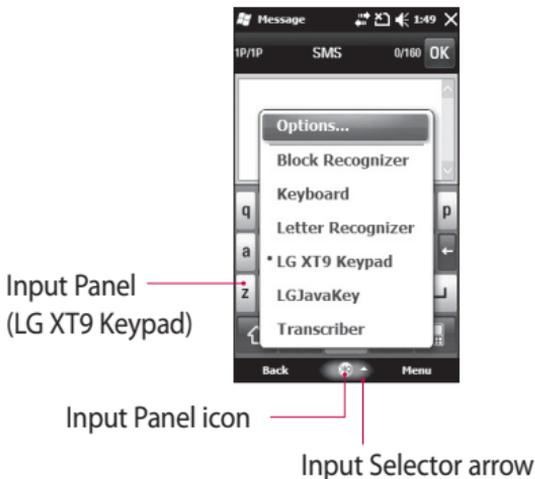 Message 1:49
1P/1P SMS 0/160 OK
Options...
Block Recognizer
Keyboard
Letter Recognizer
LG XT9 Keypad
LGJavaKey
Transcriber
q p
a
z
Back Menu
Input Panel
(LG XT9 Keypad)
Input Panel icon
Input Selector arrow